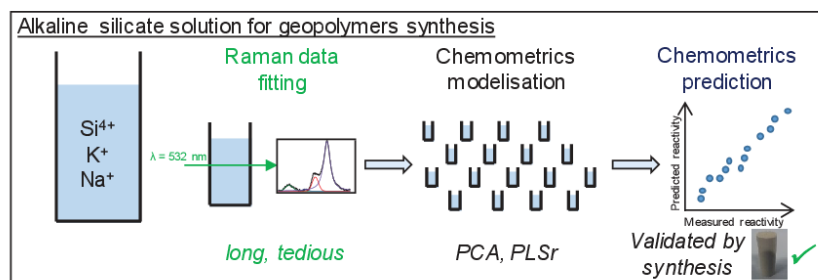 Alkaline silicate solution for geopolymers synthesis
Raman data
fitting
Chemometrics
modelisation
Chemometrics
prediction
Si4+
K+
Na+
λ = 532 nm
Predicted reactivity
Measured reactivity
long, tedious
PCA, PLSr
Validated by
synthesis